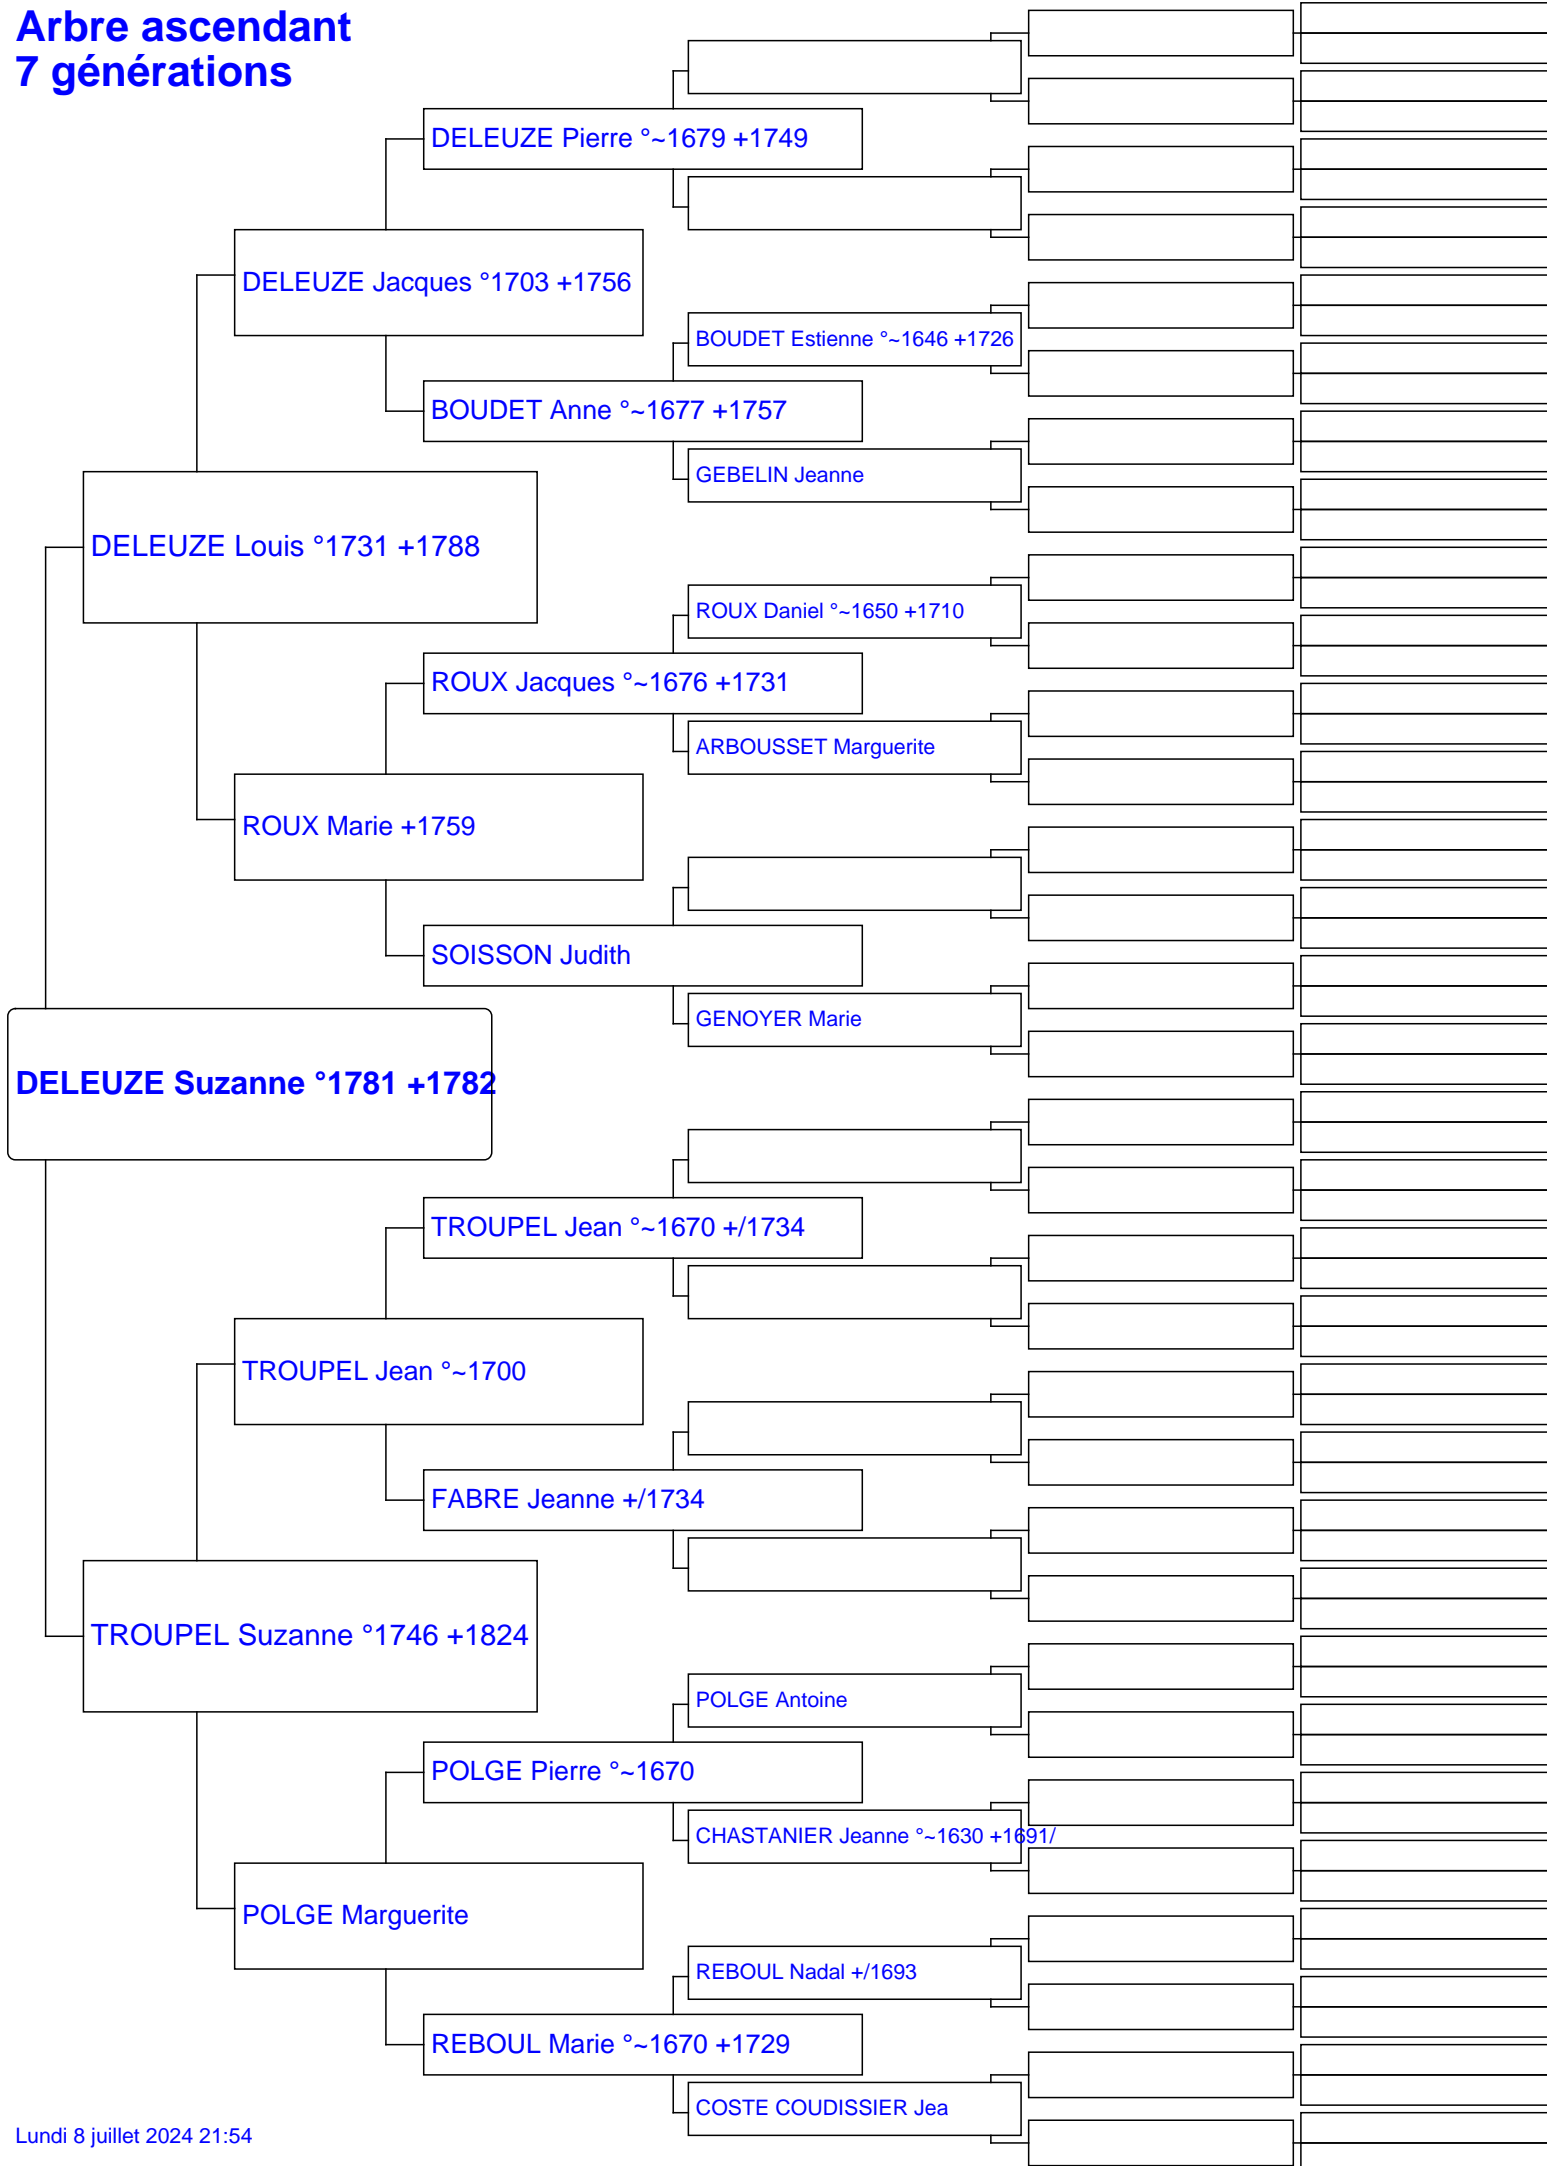 Arbre ascendant
7 générations
DELEUZE Pierre °~1679 +1749
DELEUZE Jacques °1703 +1756
BOUDET Estienne °~1646 +1726
BOUDET Anne °~1677 +1757
GEBELIN Jeanne
DELEUZE Louis °1731 +1788
ROUX Daniel °~1650 +1710
ROUX Jacques °~1676 +1731
ARBOUSSET Marguerite
ROUX Marie +1759
SOISSON Judith
GENOYER Marie
DELEUZE Suzanne °1781 +1782
TROUPEL Jean °~1670 +/1734
TROUPEL Jean °~1700
FABRE Jeanne +/1734
TROUPEL Suzanne °1746 +1824
POLGE Antoine
POLGE Pierre °~1670
CHASTANIER Jeanne °~1630 +1691/
POLGE Marguerite
REBOUL Nadal +/1693
REBOUL Marie °~1670 +1729
COSTE COUDISSIER Jea
Lundi 8 juillet 2024 21:54